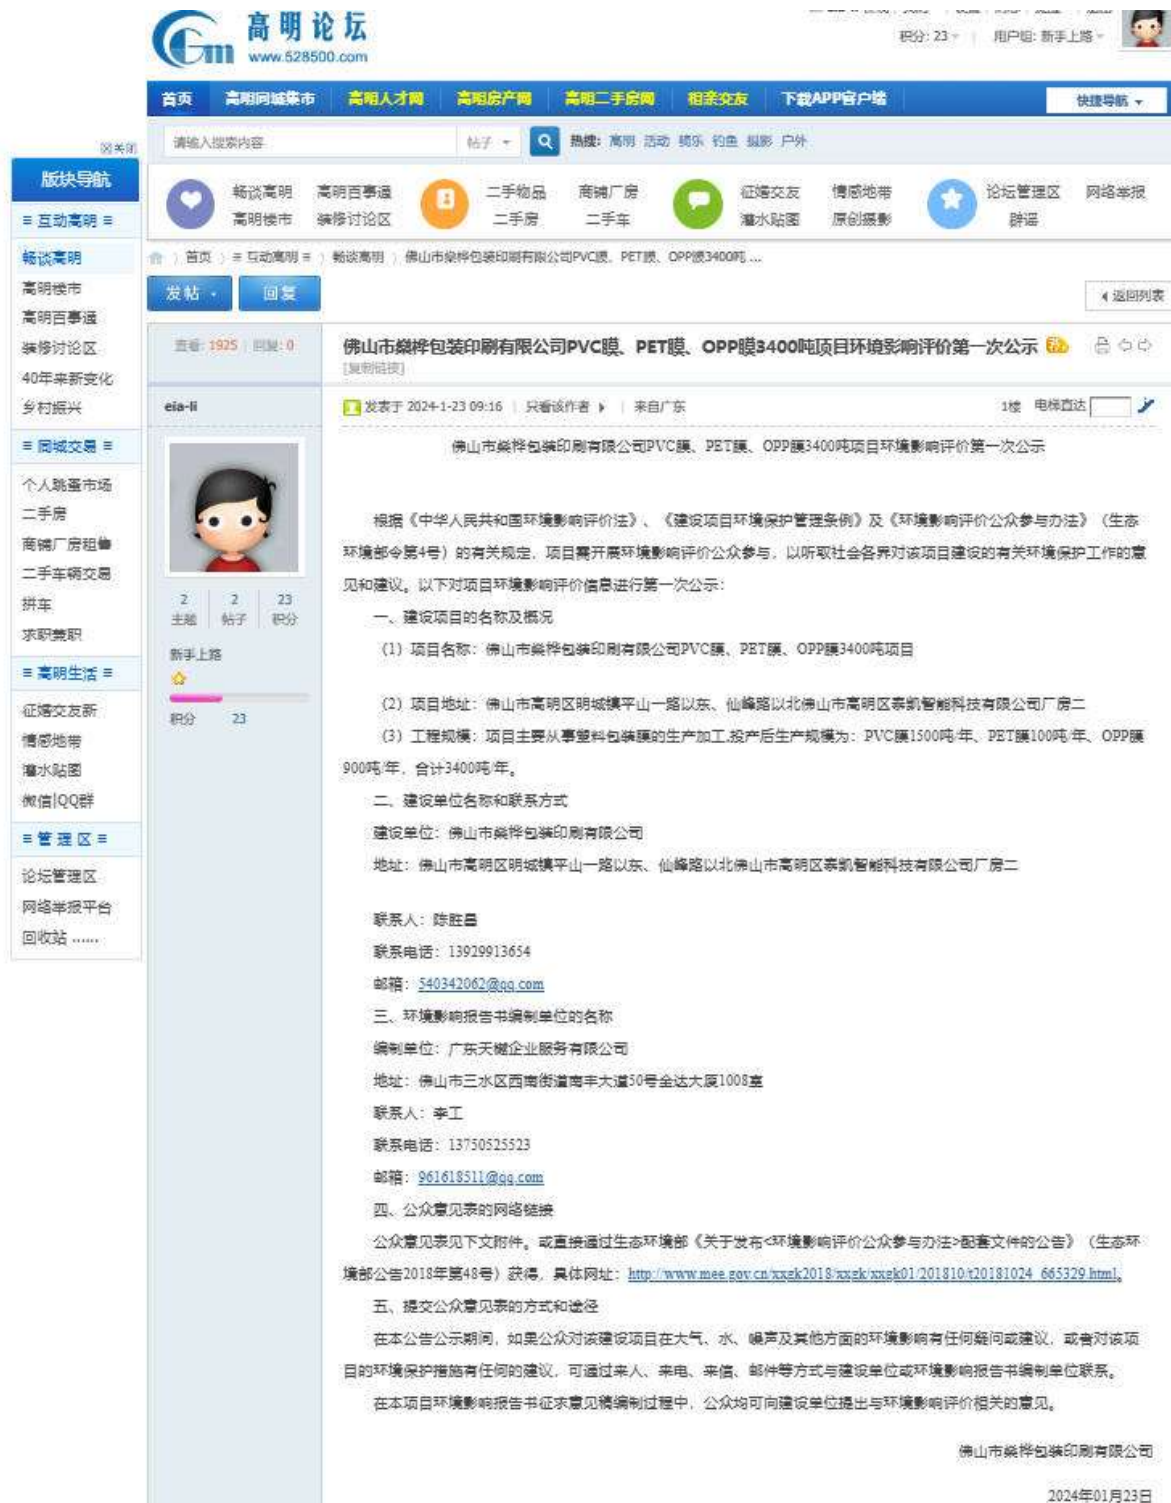 高明论坛
www.528500.com
积分: 23
用户组: 新手上路
首页 高明同城集市 高明人才网 高明房产网 高明二手房网 相亲交友 下载APP客户端 快捷导航
请输入搜索内容 帖子 热搜: 高明 活动 骑乐 钓鱼 摄影 户外
关闭
版块导航
≡ 互动高明 ≡
畅谈高明
高明楼市
高明百事通
装修讨论区
40年来新变化
乡村振兴
≡ 同城交易 ≡
个人跳蚤市场
二手房
商铺厂房租售
二手车辆交易
拼车
求职兼职
≡ 高明生活 ≡
征婚交友新
情感地带
灌水贴图
微信|QQ群
≡ 管 理 区 ≡
论坛管理区
网络举报平台
回收站 ......
畅谈高明 高明百事通 二手物品 商铺厂房 征婚交友 情感地带 论坛管理区 网络举报
高明楼市 装修讨论区 二手房 二手车 灌水贴图 原创摄影 辟谣
首页 ≡ 互动高明 ≡ 畅谈高明 佛山市燊桦包装印刷有限公司PVC膜、PET膜、OPP膜3400吨 ...
发帖 回复 返回列表
查看: 1925 回复: 0
佛山市燊桦包装印刷有限公司PVC膜、PET膜、OPP膜3400吨项目环境影响评价第一次公示
[复制链接]
eia-li
发表于 2024-1-23 09:16 | 只看该作者 | 来自广东 1楼 电梯直达
2 2 23
主题 帖子 积分
新手上路
积分 23
佛山市燊桦包装印刷有限公司PVC膜、PET膜、OPP膜3400吨项目环境影响评价第一次公示
根据《中华人民共和国环境影响评价法》、《建设项目环境保护管理条例》及《环境影响评价公众参与办法》（生态
环境部令第4号）的有关规定，项目需开展环境影响评价公众参与，以听取社会各界对该项目建设的有关环境保护工作的意
见和建议。以下对项目环境影响评价信息进行第一次公示：
一、建设项目的名称及概况
（1）项目名称：佛山市燊桦包装印刷有限公司PVC膜、PET膜、OPP膜3400吨项目
（2）项目地址：佛山市高明区明城镇平山一路以东、仙峰路以北佛山市高明区泰凯智能科技有限公司厂房二
（3）工程规模：项目主要从事塑料包装膜的生产加工,投产后生产规模为：PVC膜1500吨/年、PET膜100吨/年、OPP膜
900吨/年，合计3400吨/年。
二、建设单位名称和联系方式
建设单位：佛山市燊桦包装印刷有限公司
地址：佛山市高明区明城镇平山一路以东、仙峰路以北佛山市高明区泰凯智能科技有限公司厂房二
联系人：陈胜昌
联系电话：13929913654
邮箱：540342062@qq.com
三、环境影响报告书编制单位的名称
编制单位：广东天樾企业服务有限公司
地址：佛山市三水区西南街道南丰大道50号金达大厦1008室
联系人：李工
联系电话：13750525523
邮箱：961618511@qq.com
四、公众意见表的网络链接
公众意见表见下文附件。或直接通过生态环境部《关于发布<环境影响评价公众参与办法>配套文件的公告》（生态环
境部公告2018年第48号）获得，具体网址：http://www.mee.gov.cn/xxgk2018/xxgk/xxgk01/201810/t20181024_665329.html。
五、提交公众意见表的方式和途径
在本公告公示期间，如果公众对该建设项目在大气、水、噪声及其他方面的环境影响有任何疑问或建议，或者对该项
目的环境保护措施有任何的建议，可通过来人、来电、来信、邮件等方式与建设单位或环境影响报告书编制单位联系。
在本项目环境影响报告书征求意见稿编制过程中，公众均可向建设单位提出与环境影响评价相关的意见。
佛山市燊桦包装印刷有限公司
2024年01月23日